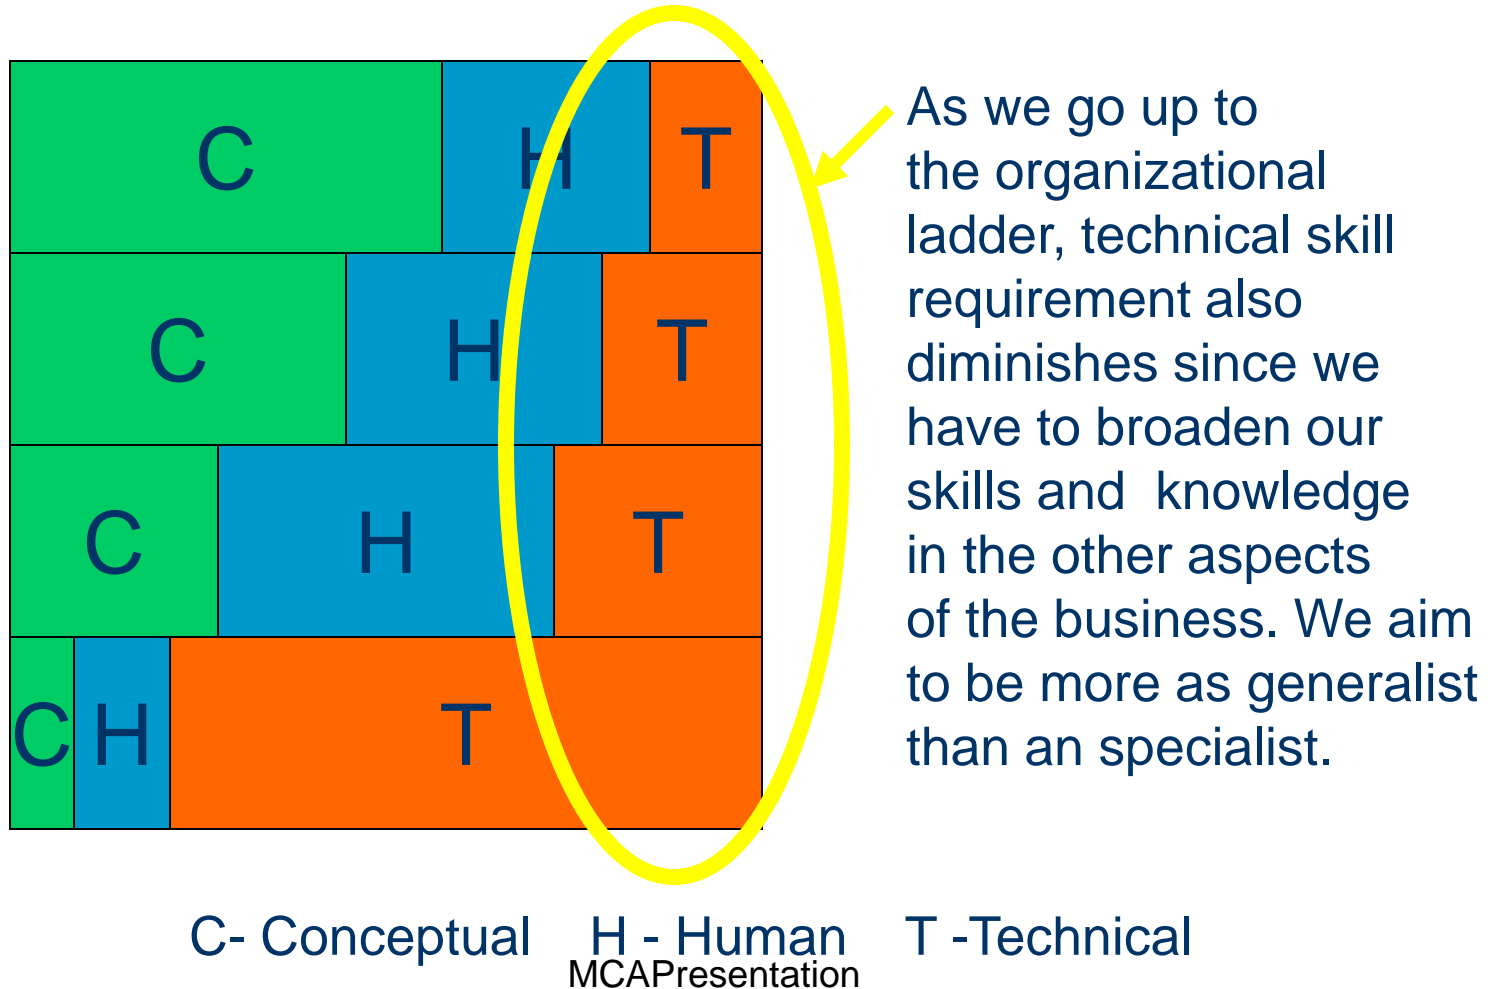 C H T
C H T
C H T
C H T
As we go up to
the organizational
ladder, technical skill
requirement also
diminishes since we
have to broaden our
skills and  knowledge
in the other aspects
of the business. We aim
to be more as generalist
than an specialist.
C- Conceptual H - Human T -Technical
MCAPresentation